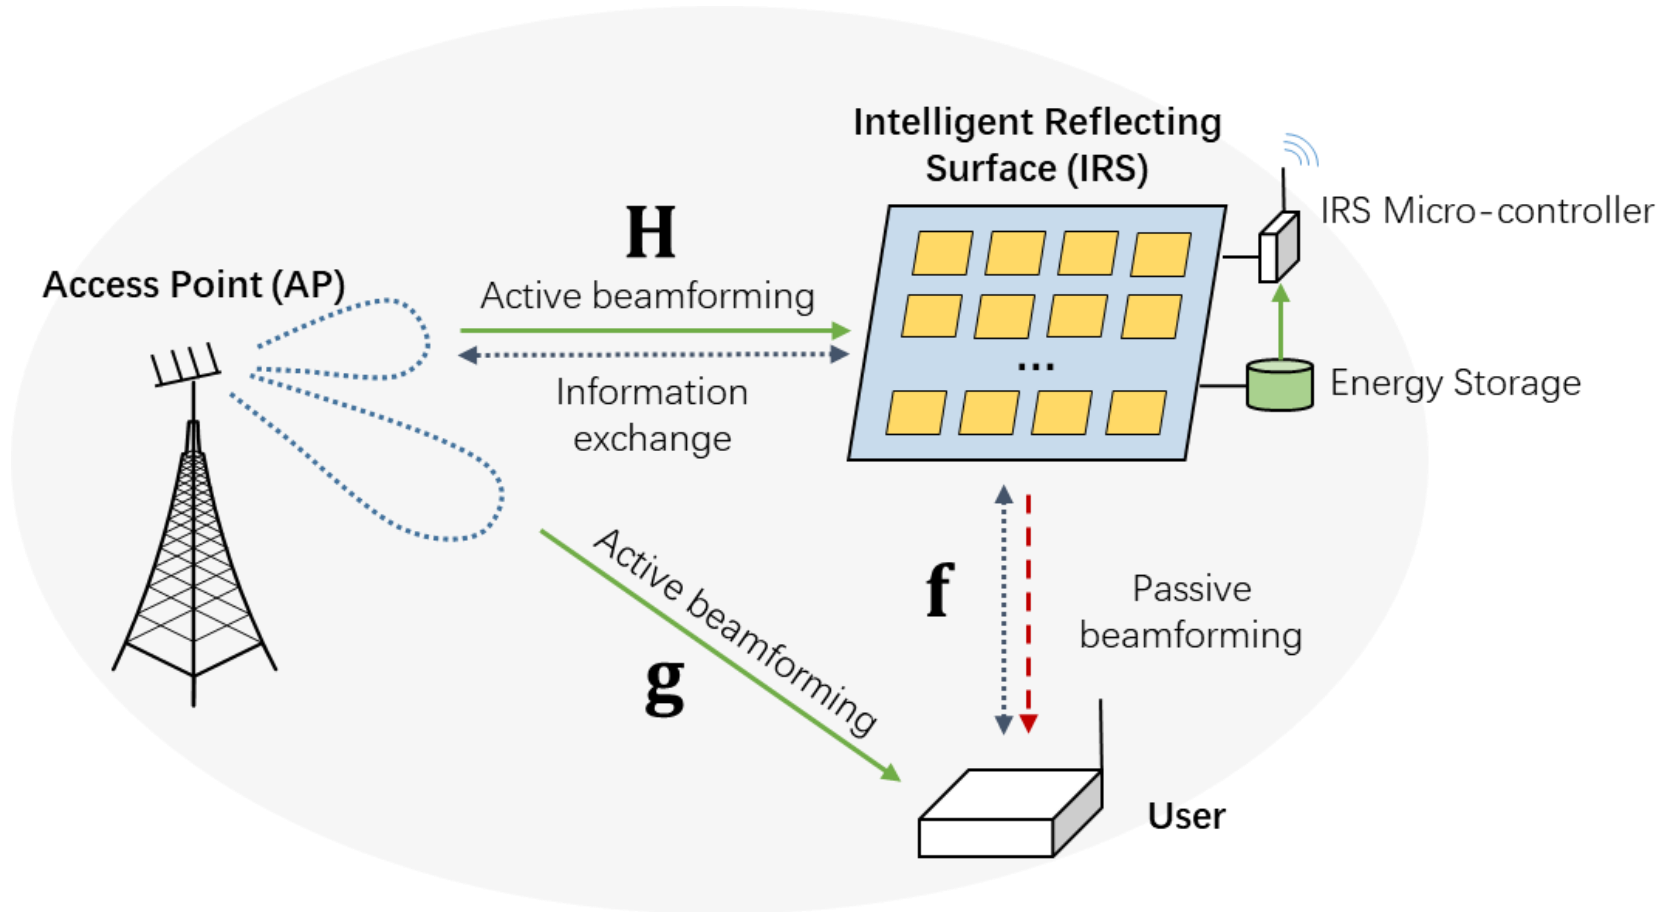 Intelligent Reflecting
Surface (IRS)
IRS Micro-controller
H
Access Point (AP)
Active beamforming
...
Information
exchange
Energy Storage
Active beamforming
f
Passive
beamforming
g
User